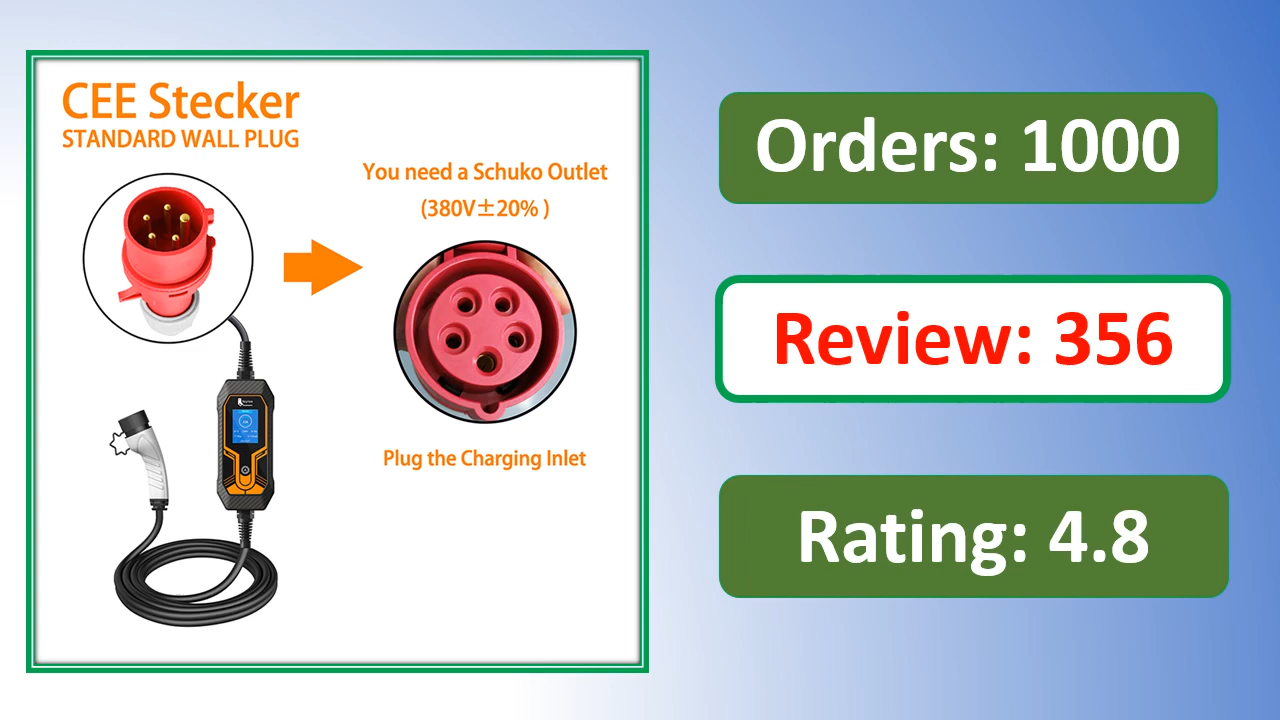 CEE Stecker
STANDARD WALL PLUG
You need a Schuko Outlet
(380V±20% )
Plug the Charging Inlet
Orders: 1000
Review: 356
Rating: 4.8